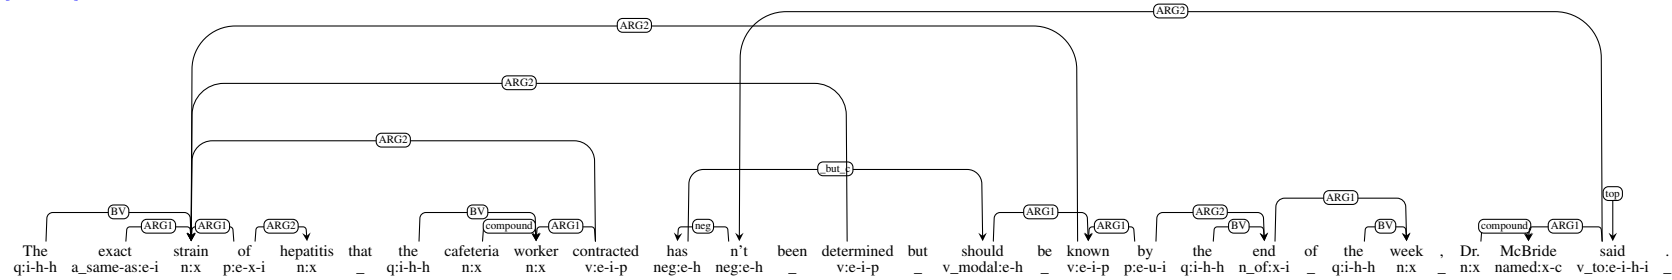 ARG2
ARG2
ARG2
ARG2
_but_c
top
ARG1
BV BV ARG1 ARG2
ARG1 ARG1 ARG2 compound ARG1 neg ARG1 BV BV compound ARG1
The exact strain of hepatitis that the cafeteria worker contracted has n't been determined but should be known by the end of the week , Dr. McBride said .
q:i-h-h a_same-as:e-i n:x p:e-x-i n:x _ q:i-h-h n:x n:x v:e-i-p neg:e-h neg:e-h _ v:e-i-p _ v_modal:e-h _ v:e-i-p p:e-u-i q:i-h-h n_of:x-i _ q:i-h-h n:x _ n:x named:x-c v_to:e-i-h-i _